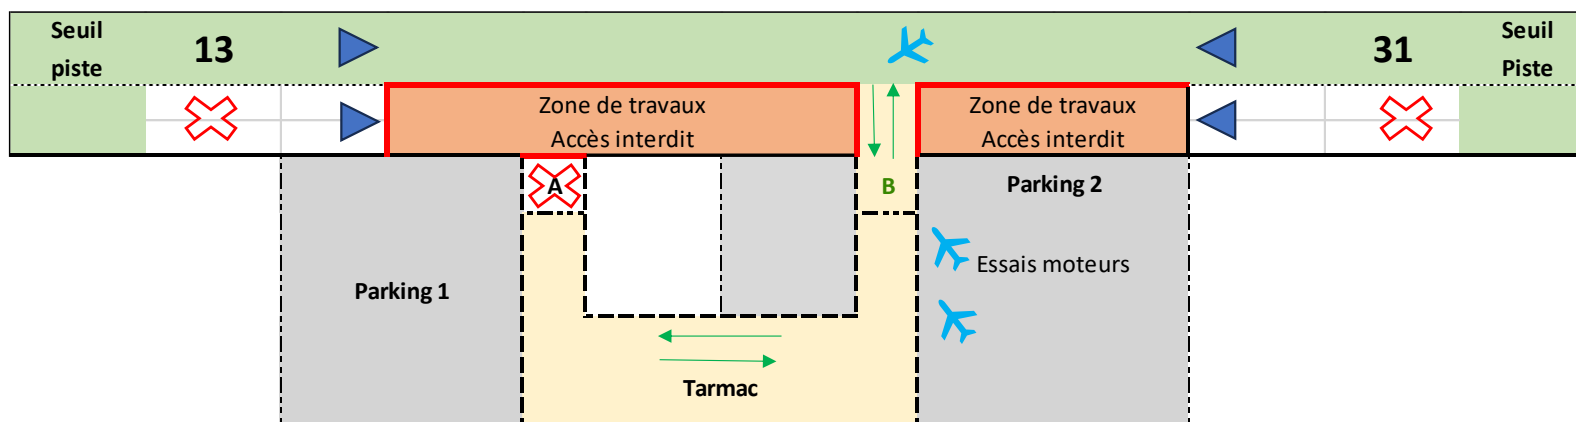 Seuil
piste
13
31
Seuil
Piste
Zone de travaux
Accès interdit
Zone de travaux
Accès interdit
A
B
Parking 2
Essais moteurs
Parking 1
Tarmac